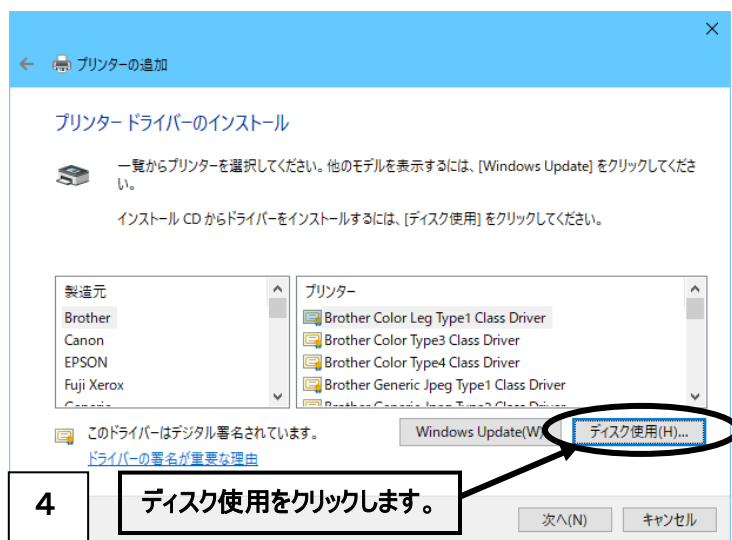 プリンターの追加
プリンター ドライバーのインストール
一覧からプリンターを選択してください。他のモデルを表示するには、[Windows Update] をクリックしてくださ
い。
インストール CD からドライバーをインストールするには、[ディスク使用] をクリックしてください。
製造元
Brother
Canon
EPSON
Fuji Xerox
Generic
プリンター
Brother Color Leg Type1 Class Driver
Brother Color Type3 Class Driver
Brother Color Type4 Class Driver
Brother Generic Jpeg Type1 Class Driver
Brother Generic Jpeg Type2 Class Driver
このドライバーはデジタル署名されています。
ドライバーの署名が重要な理由
Windows Update(W)
ディスク使用(H)...
4
ディスク使用をクリックします。
次へ(N)
キャンセル